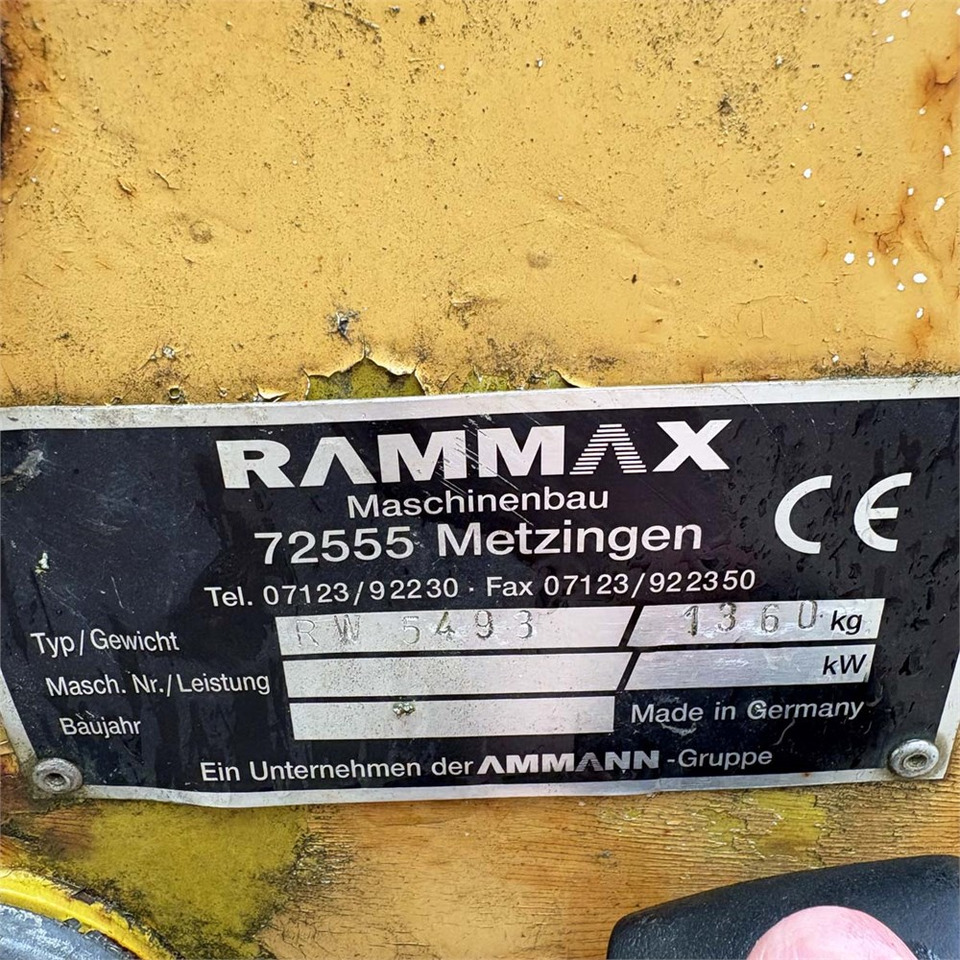 RAMMAX
Maschinenbau
72555 Metzingen
CE
Tel. 07123/92230 · Fax 07123/922350
Typ/Gewicht RW 5493 / 1360 kg
Masch. Nr./Leistung / kW
Baujahr Made in Germany
Ein Unternehmen der AMMANN-Gruppe